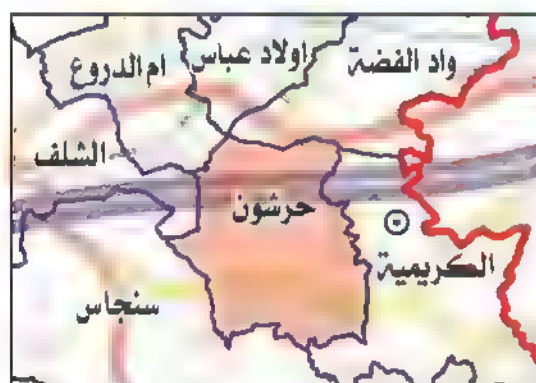 واد الفضة
اولاد عباس
ام الدروع
الشلف
حرشون
الكريمية
سنجاس